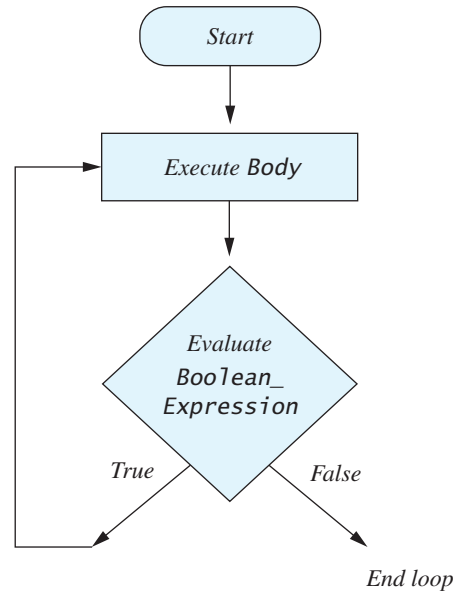 Start
Execute Body
Evaluate
Boolean_
Expression
True
False
End loop